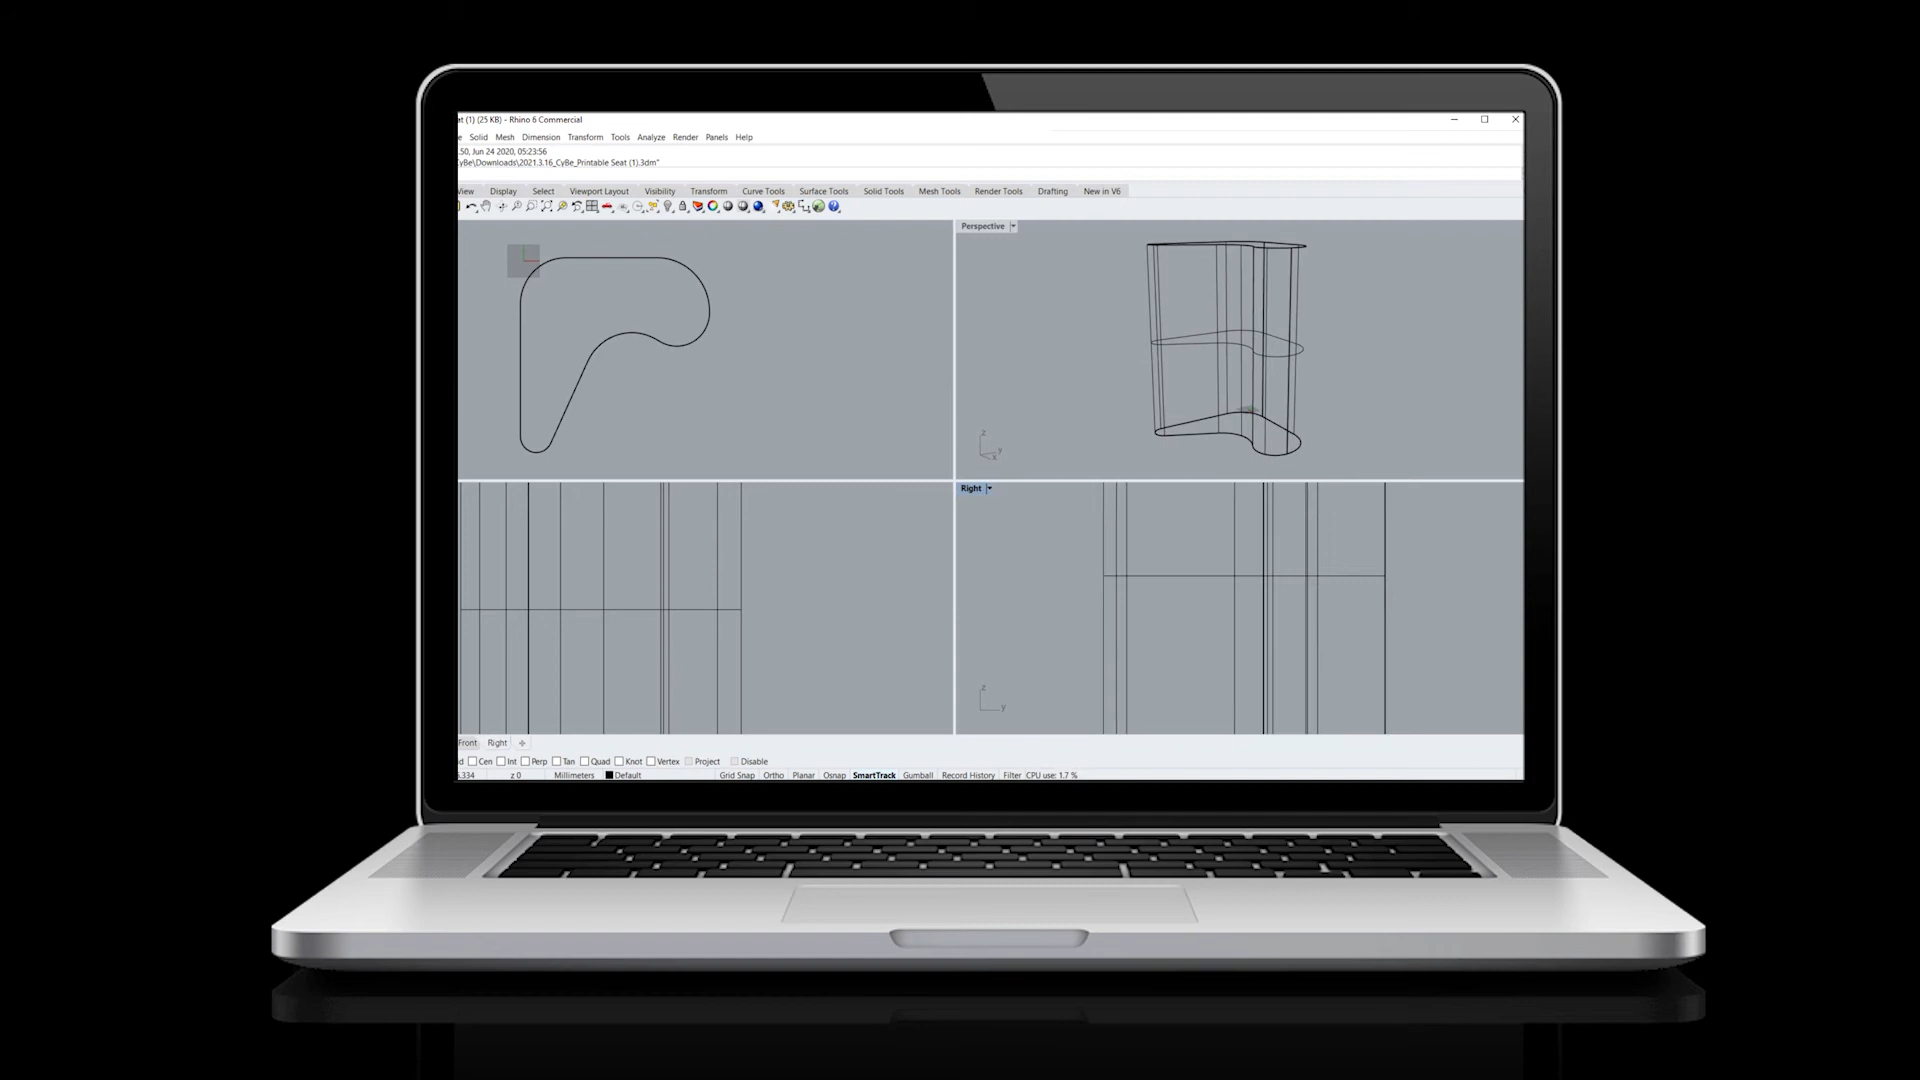 at (1) (25 KB) - Rhino 6 Commercial
e Solid Mesh Dimension Transform Tools Analyze Render Panels Help
.50, Jun 24 2020, 05:23:56
CyBe\Downloads\2021.3.16_CyBe_Printable Seat (1).3dm"
View Display Select Viewport Layout Visibility Transform Curve Tools Surface Tools Solid Tools Mesh Tools Render Tools Drafting New in V6
Perspective
z
y
x
Right
z
y
Front Right
d Cen Int Perp Tan Quad Knot Vertex Project Disable
5.334 z 0 Millimeters Default Grid Snap Ortho Planar Osnap SmartTrack Gumball Record History Filter CPU use: 1.7 %